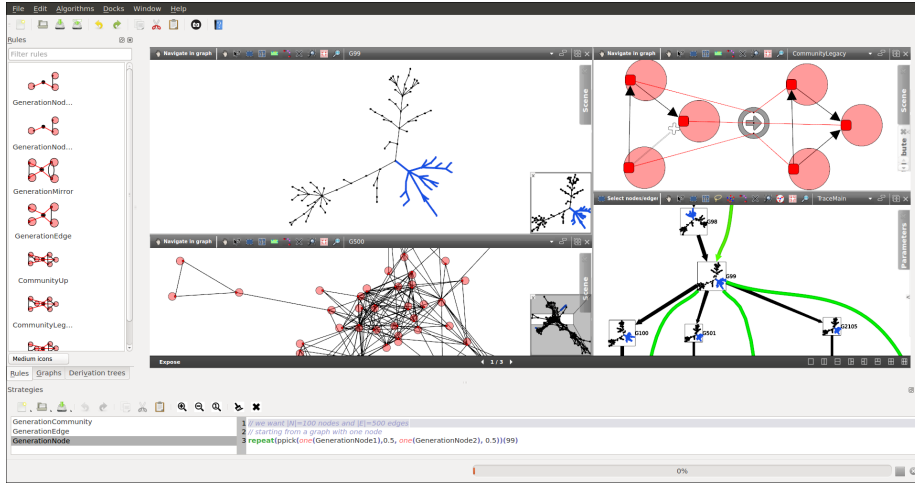 File Edit Algorithms Docks Window Help
Rules
Filter rules
GenerationNod...
GenerationNod...
GenerationMirror
GenerationEdge
CommunityUp
CommunityLeg...
Medium icons
Rules Graphs Derivation trees
Navigate in graph G99
Scene
Navigate in graph G500
Scene
Expose 1 / 3
Navigate in graph CommunityLegacy
Scene
bute
Select nodes/edges TraceMain
Parameters
G98
G99
G100
G501
G2105
Strategies
GenerationCommunity
GenerationEdge
GenerationNode
1 // we want |N|=100 nodes and |E|=500 edges
2 // starting from a graph with one node
3 repeat(ppick(one(GenerationNode1),0.5, one(GenerationNode2), 0.5))(99)
0%